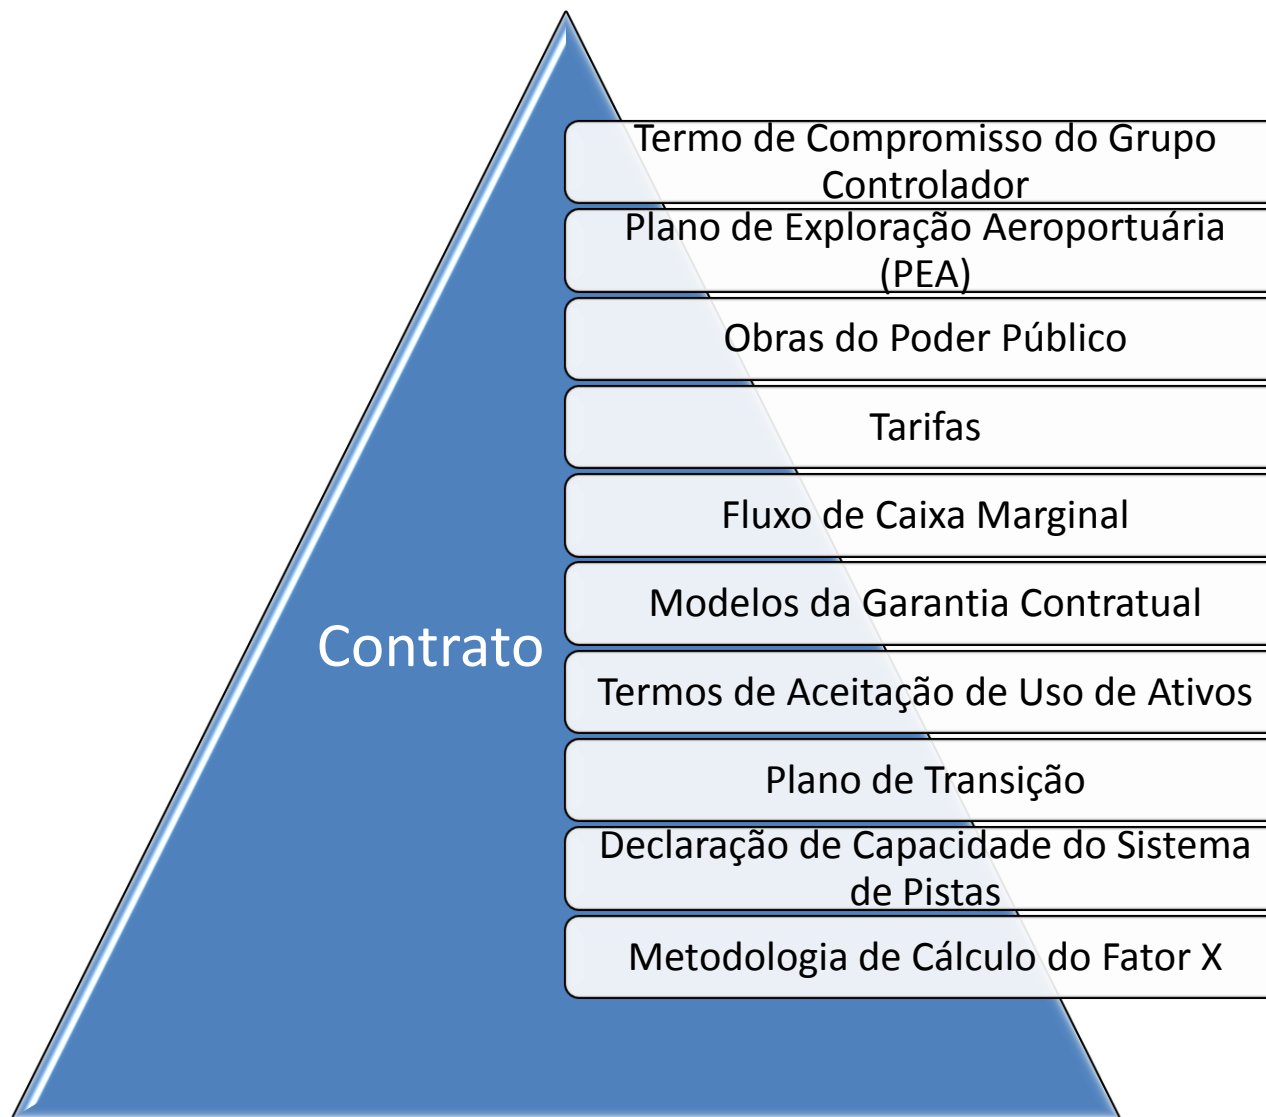 Termo de Compromisso do Grupo
Controlador
Plano de Exploração Aeroportuária
(PEA)
Obras do Poder Público
Tarifas
Fluxo de Caixa Marginal
Modelos da Garantia Contratual
Contrato
Termos de Aceitação de Uso de Ativos
Plano de Transição
Declaração de Capacidade do Sistema
de Pistas
Metodologia de Cálculo do Fator X